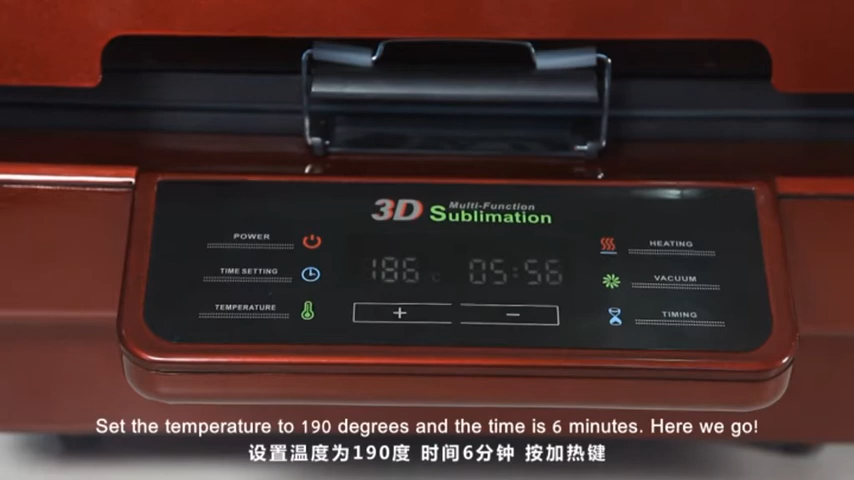 3D Multi-Function
Sublimation
POWER
TIME SETTING
TEMPERATURE
186 C 05:56
+ −
HEATING
VACUUM
TIMING
Set the temperature to 190 degrees and the time is 6 minutes. Here we go!
设置温度为190度 时间6分钟 按加热键